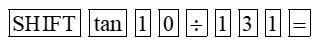 SHIFT tan 1 0 ÷ 1 3 1 =